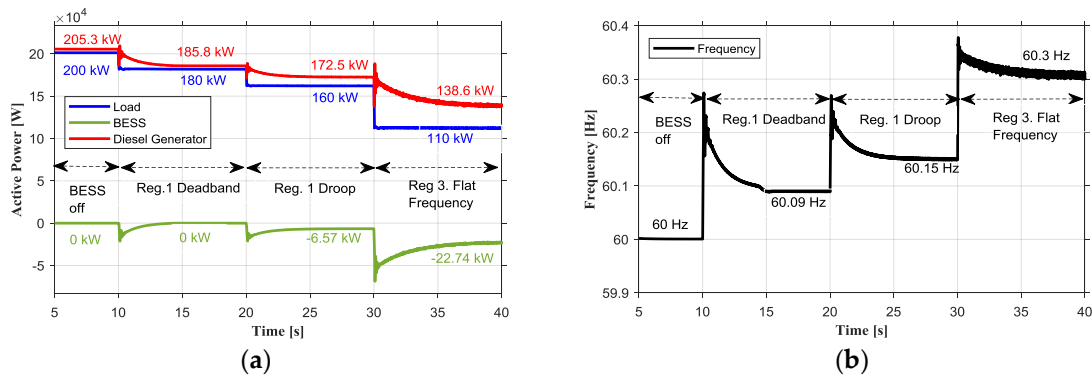 ×10⁴
205.3 kW
185.8 kW
172.5 kW
200 kW
180 kW
160 kW
138.6 kW
110 kW
Load
BESS
Diesel Generator
BESS
off
Reg.1 Deadband
Reg. 1 Droop
Reg 3. Flat
Frequency
0 kW
0 kW
-6.57 kW
-22.74 kW
20
15
10
5
0
-5
Active Power [W]
5 10 15 20 25 30 35 40
Time [s]
(a)
60.4
60.3
60.2
60.1
60
59.9
Frequency [Hz]
Frequency
60.3 Hz
BESS
off
Reg.1 Deadband
Reg. 1 Droop
Reg 3. Flat
Frequency
60 Hz
60.09 Hz
60.15 Hz
5 10 15 20 25 30 35 40
Time [s]
(b)